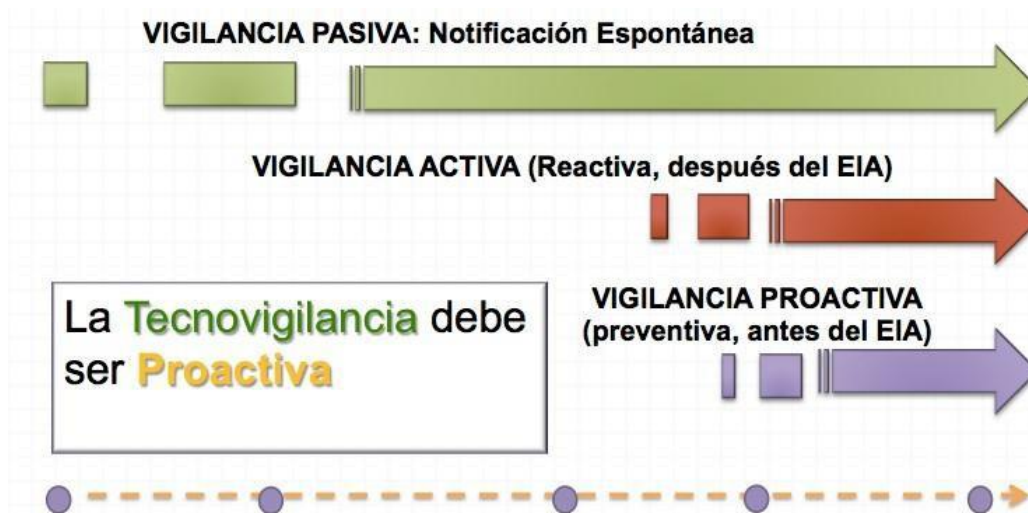 VIGILANCIA PASIVA: Notificación Espontánea
VIGILANCIA ACTIVA (Reactiva, después del EIA)
VIGILANCIA PROACTIVA
(preventiva, antes del EIA)
La Tecnovigilancia debe
ser Proactiva